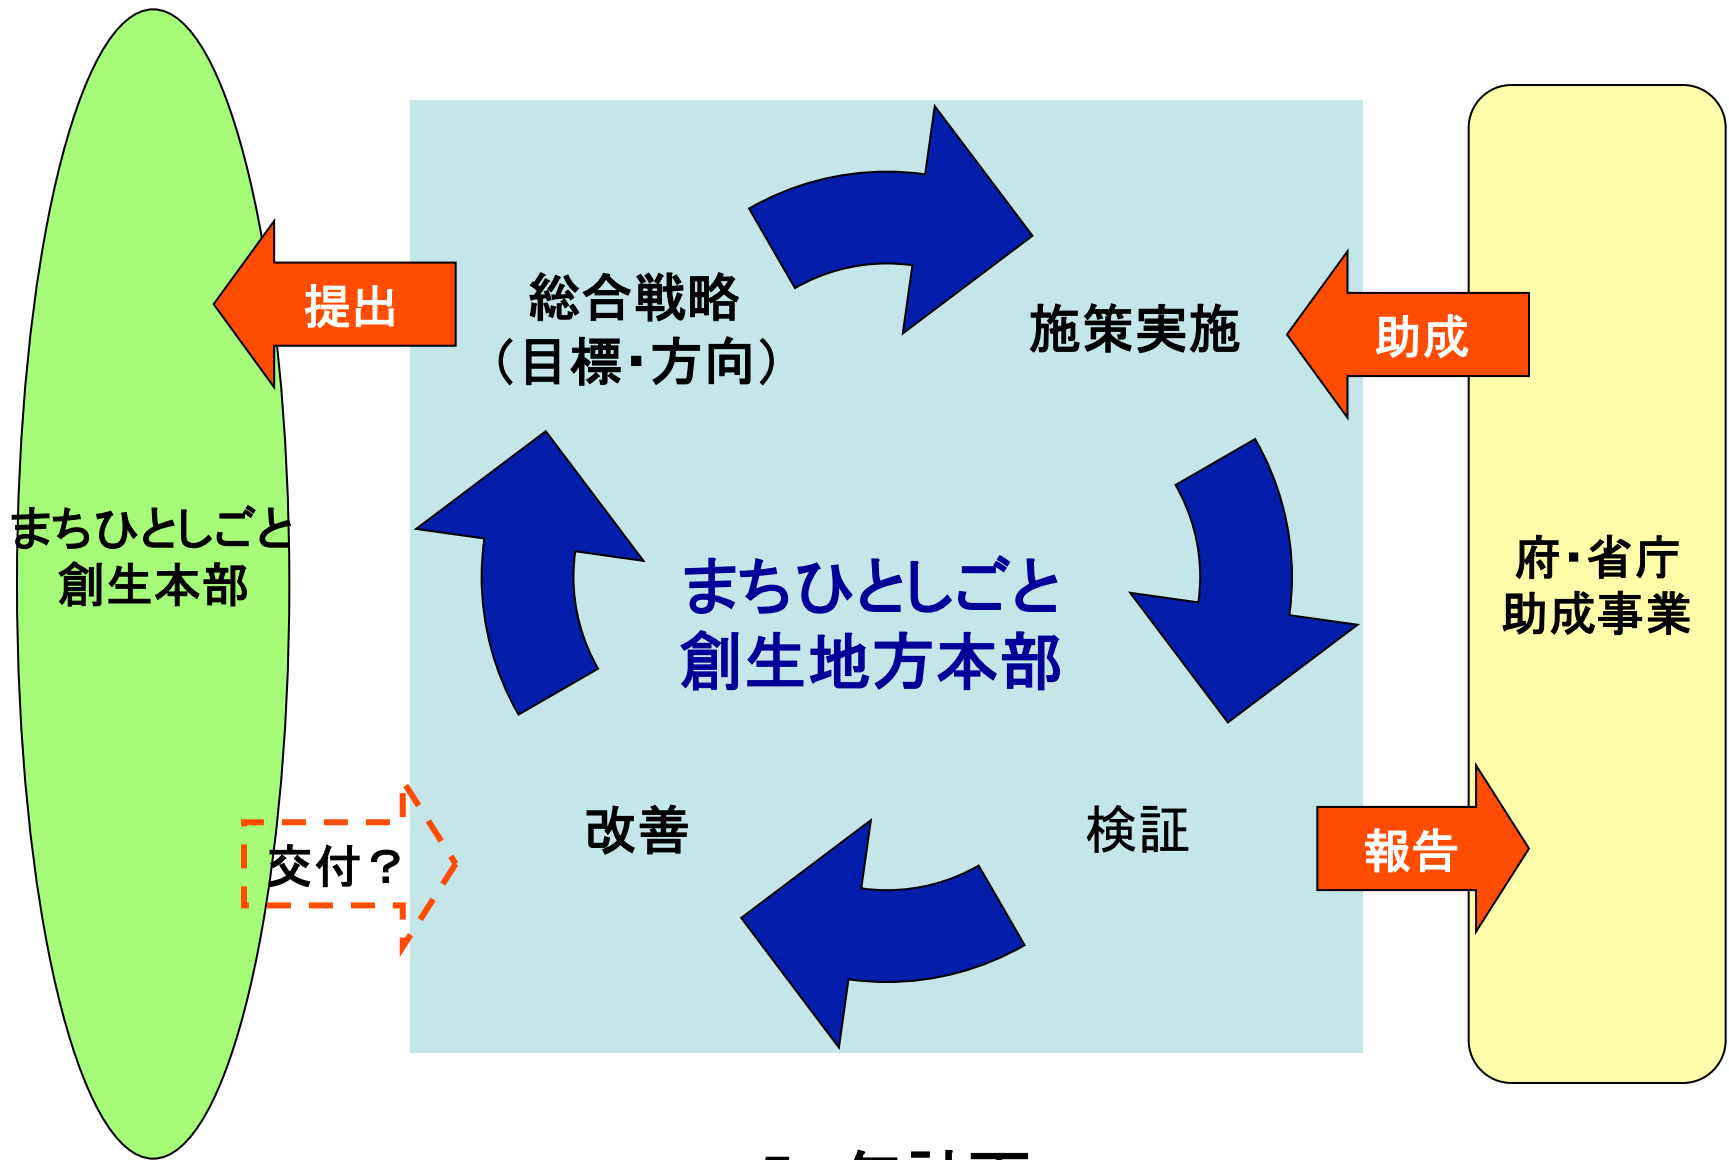 総合戦略
（目標・方向）
施策実施
提出
助成
まちひとしごと
創生本部
まちひとしごと
創生地方本部
府・省庁
助成事業
改善
検証
交付？
報告